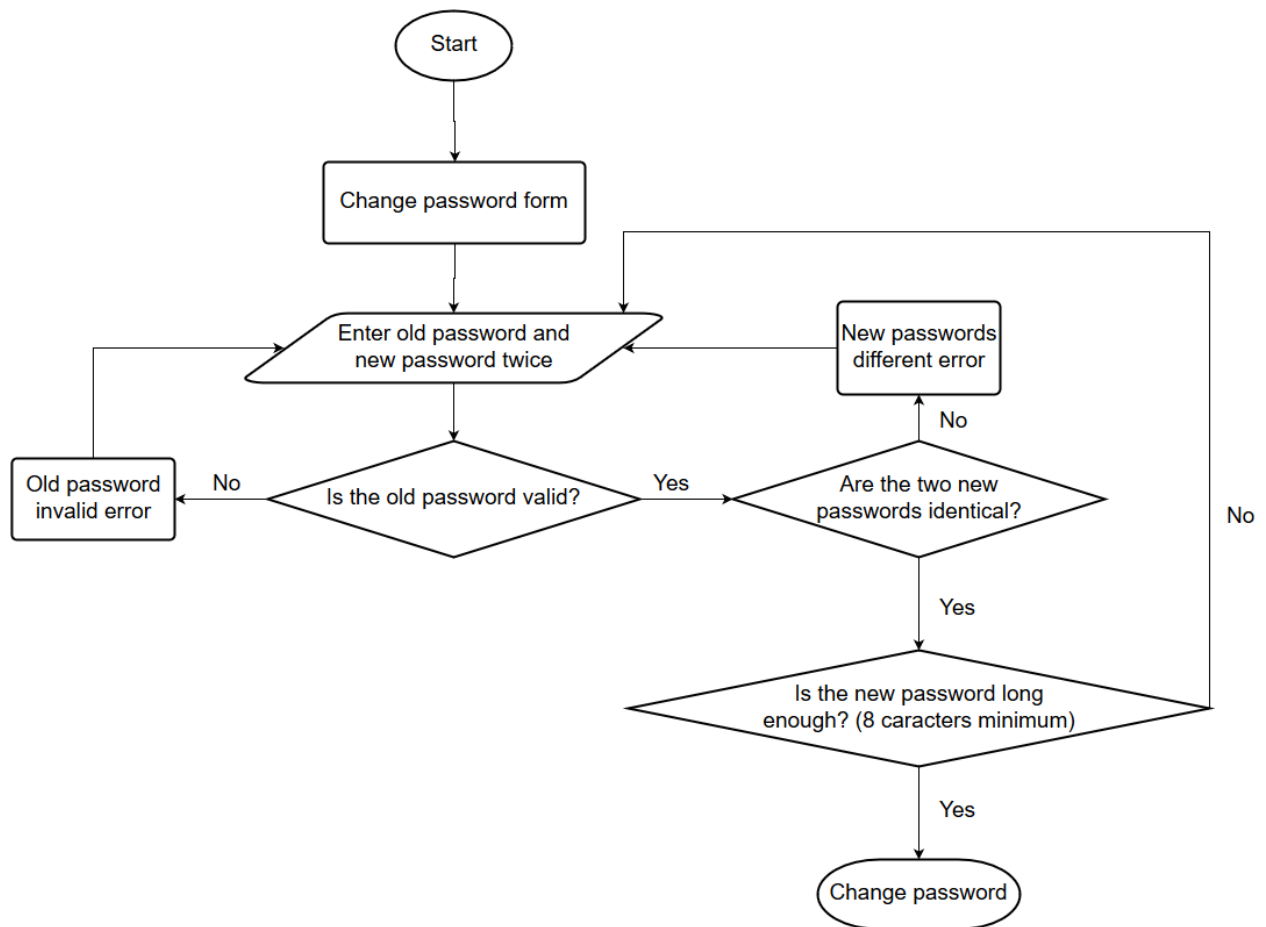 Start
Change password form
Enter old password and
new password twice
New passwords
different error
No
Old password
invalid error
No
Is the old password valid?
Yes
Are the two new
passwords identical?
No
Yes
Is the new password long
enough? (8 caracters minimum)
Yes
Change password